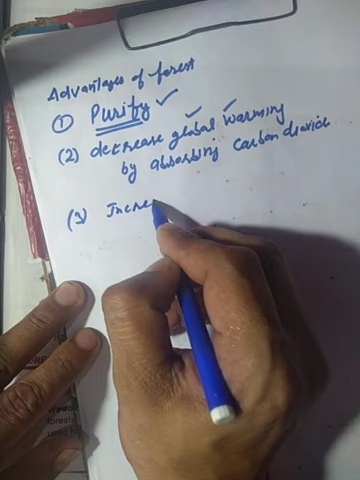 Advantages of forest
① Purify ✓
(2) decrease global warming
by absorbing carbon dioxide
(3) Incre